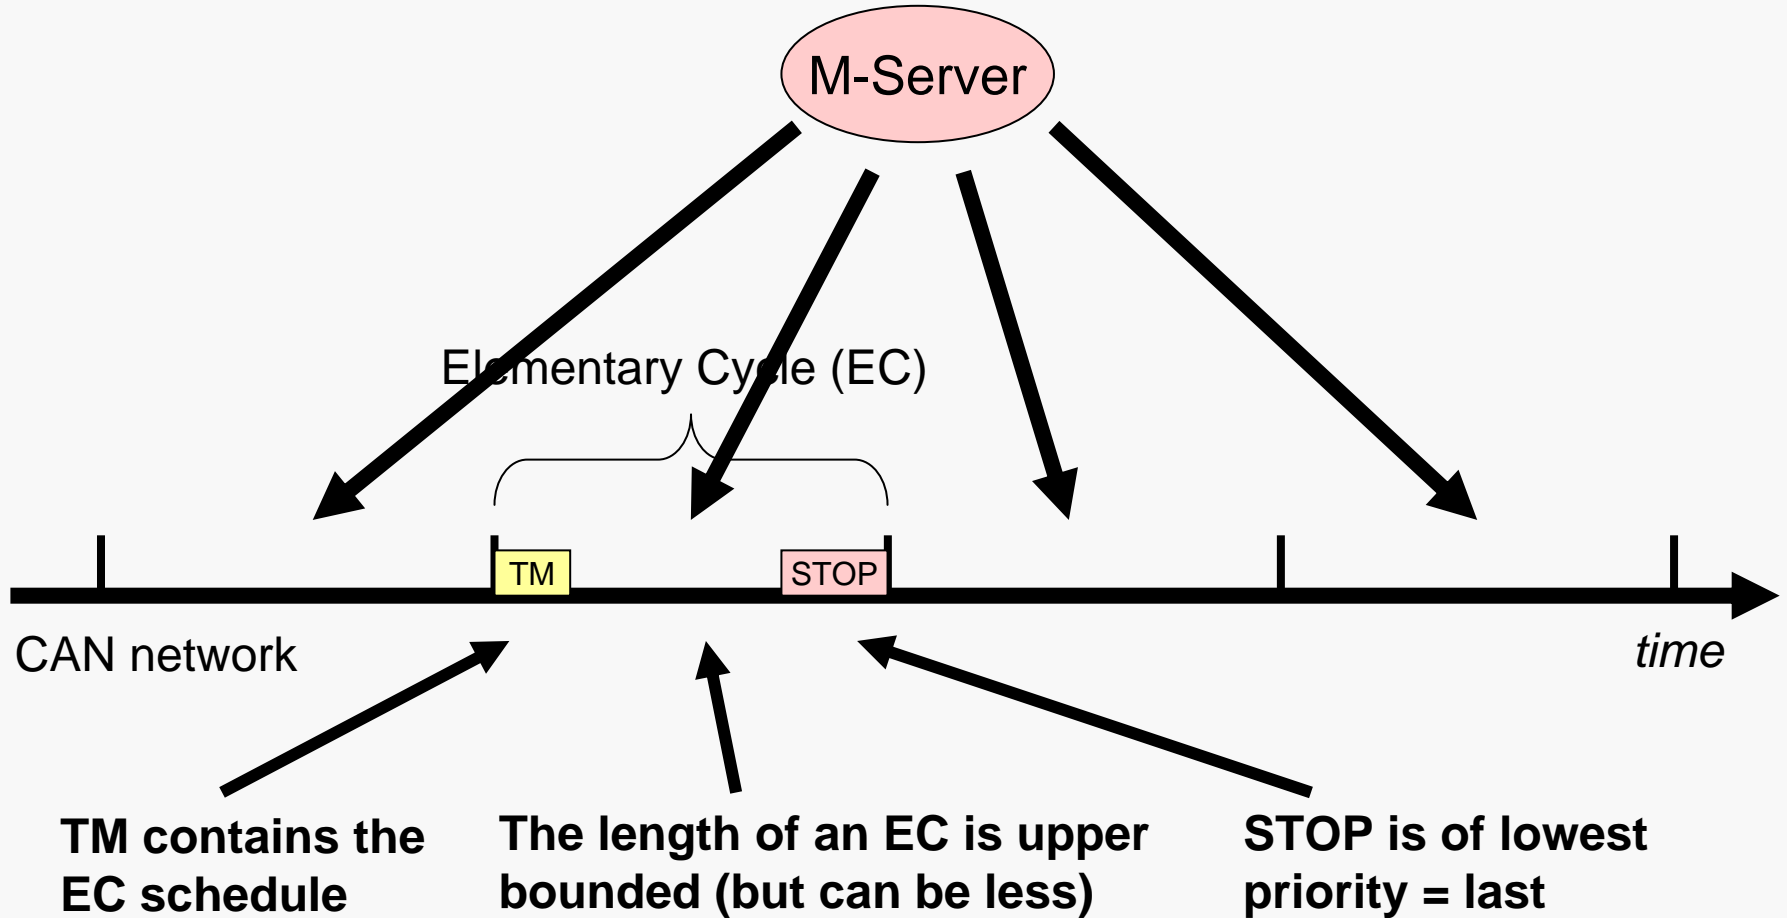 M-Server
Elementary Cycle (EC)
TM
STOP
CAN network
time
TM contains the
EC schedule
The length of an EC is upper
bounded (but can be less)
STOP is of lowest
priority = last